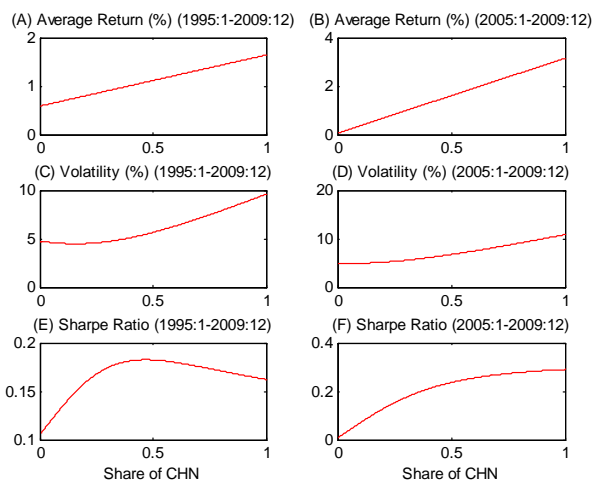 (A) Average Return (%) (1995:1-2009:12)
2
1
0
0 0.5 1
(B) Average Return (%) (2005:1-2009:12)
4
2
0
0 0.5 1
(C) Volatility (%) (1995:1-2009:12)
10
5
0
0 0.5 1
(D) Volatility (%) (2005:1-2009:12)
20
10
0
0 0.5 1
(E) Sharpe Ratio (1995:1-2009:12)
0.2
0.15
0.1
0 0.5 1
Share of CHN
(F) Sharpe Ratio (2005:1-2009:12)
0.4
0.2
0
0 0.5 1
Share of CHN